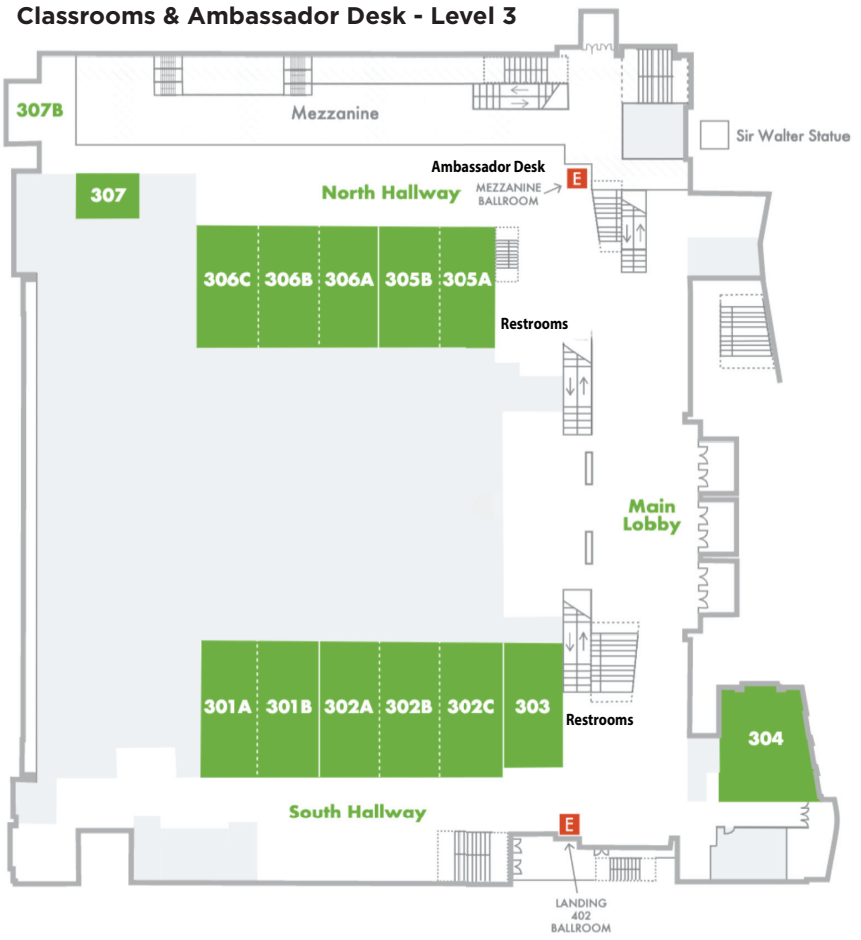 Classrooms & Ambassador Desk - Level 3
307B
Mezzanine
Sir Walter Statue
Ambassador Desk
307
North Hallway
MEZZANINE
BALLROOM
E
306C
306B
306A
305B
305A
Restrooms
Main
Lobby
301A
301B
302A
302B
302C
303
Restrooms
304
South Hallway
E
LANDING
402
BALLROOM